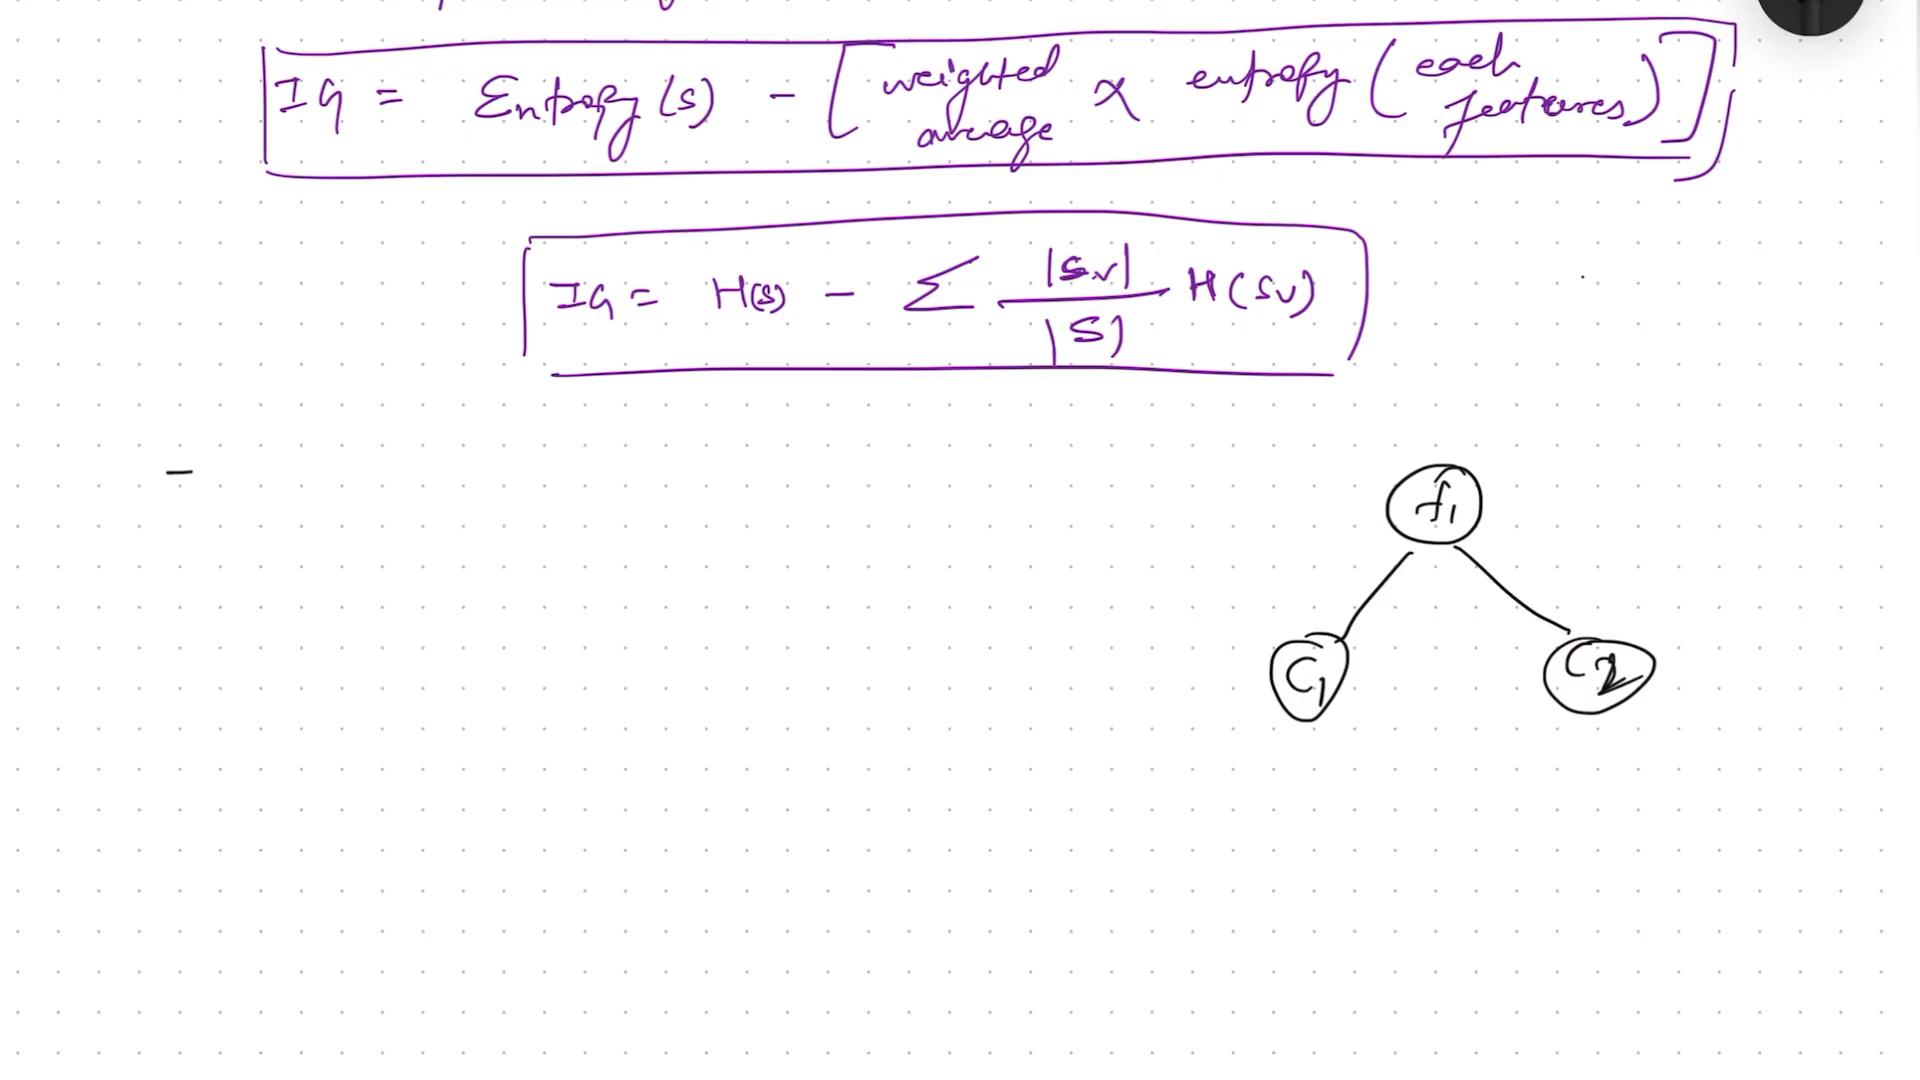 IG = Entropy(s) - [weighted average x entropy(each features)]
IG = H(s) - Σ |Sv| / |S| H(Sv)
f1
C1 C2